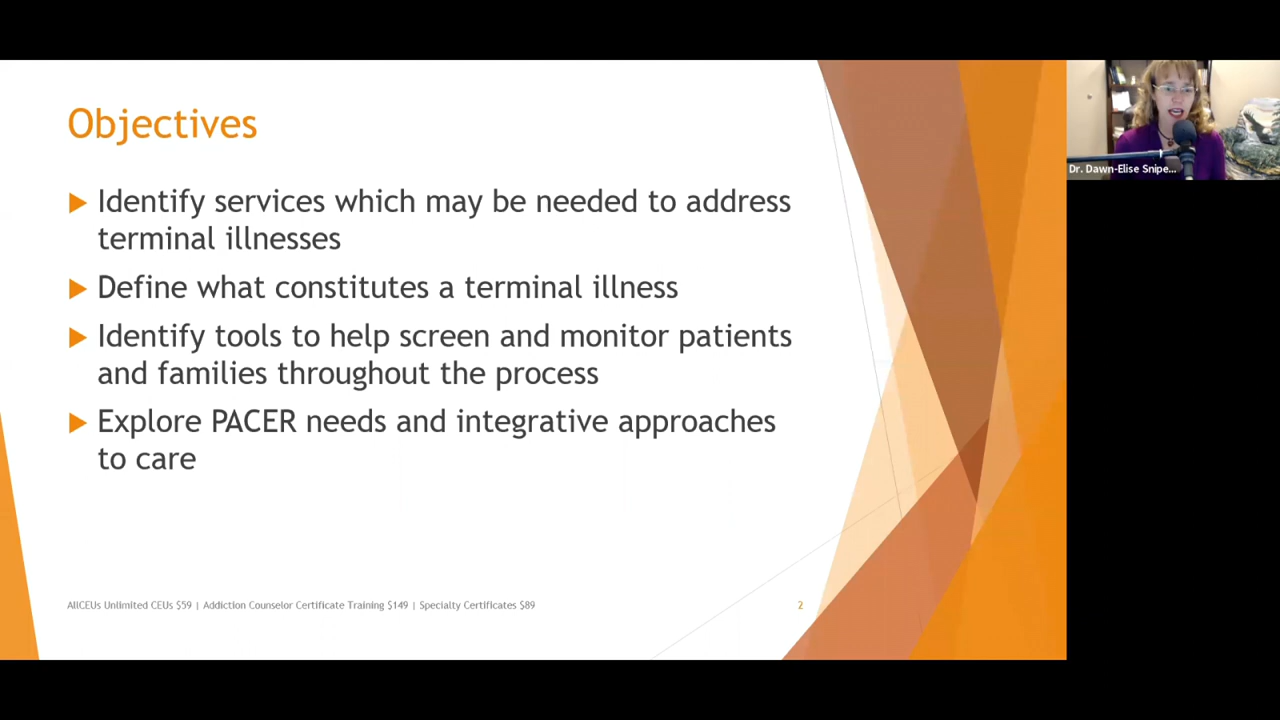 Objectives
Identify services which may be needed to address
terminal illnesses
Define what constitutes a terminal illness
Identify tools to help screen and monitor patients
and families throughout the process
Explore PACER needs and integrative approaches
to care
AllCEUs Unlimited CEUs $59 | Addiction Counselor Certificate Training $149 | Specialty Certificates $89
2
Dr. Dawn-Elise Snipe...